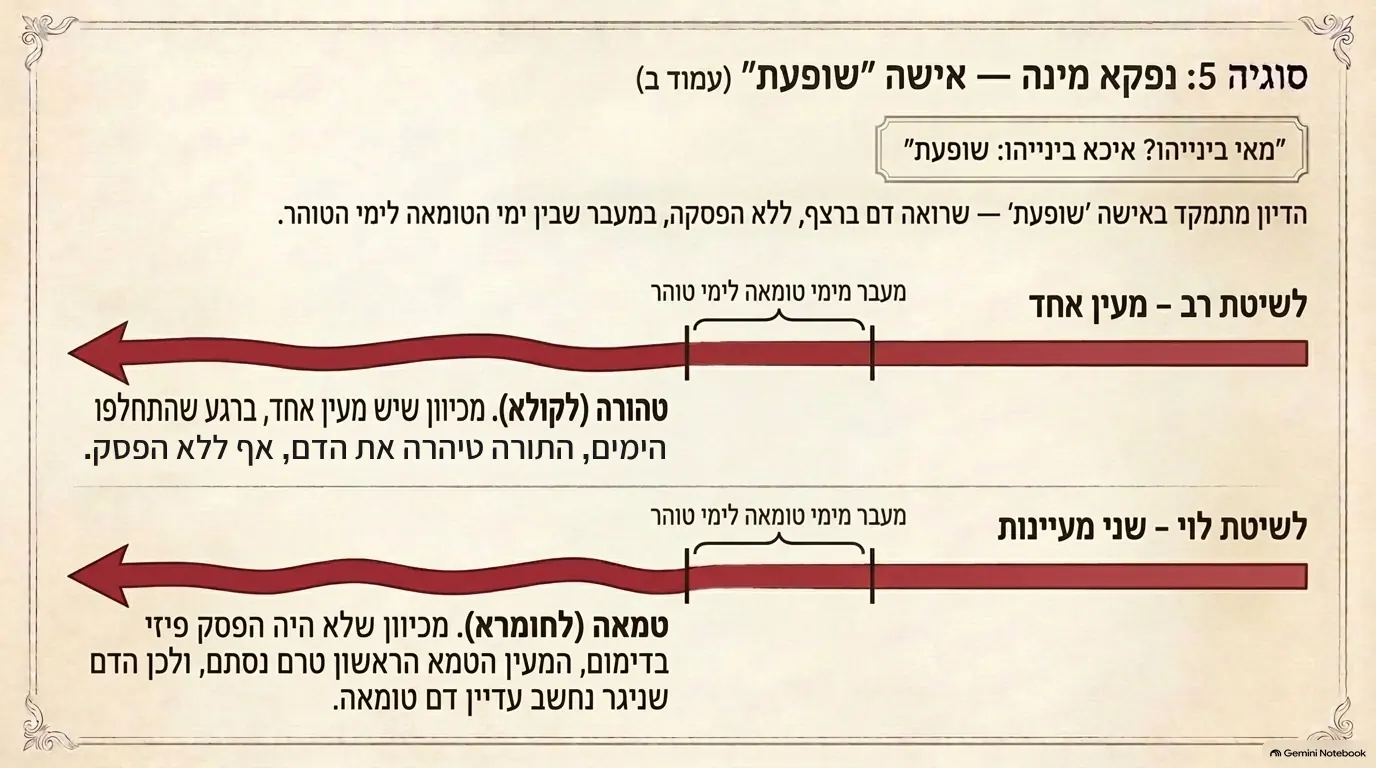 סוגיה 5: נפקא מינה — אישה "שופעת" (עמוד ב)
"מאי בינייהו? איכא בינייהו: שופעת"
הדיון מתמקד באישה 'שופעת' — שרואה דם ברצף, ללא הפסקה, במעבר שבין ימי הטומאה לימי הטוהר.
לשיטת רב – מעין אחד
מעבר מימי טומאה לימי טוהר
טהורה (לקולא). מכיוון שיש מעין אחד, ברגע שהתחלפו
הימים, התורה טיהרה את הדם, אף ללא הפסק.
לשיטת לוי – שני מעיינות
מעבר מימי טומאה לימי טוהר
טמאה (לחומרא). מכיוון שלא היה הפסק פיזי
בדימום, המעין הטמא הראשון טרם נסתם, ולכן הדם
שניגר נחשב עדיין דם טומאה.
Gemini Notebook